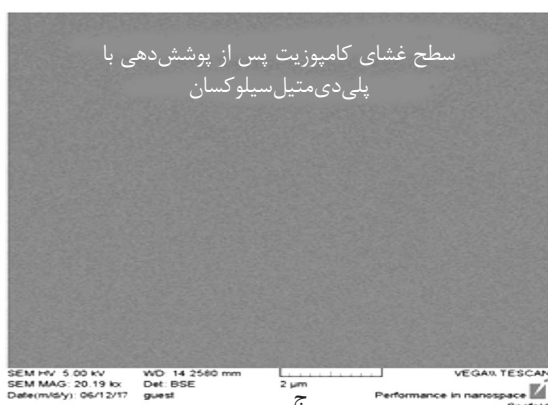 سطح غشای کامپوزیت پس از پوشش‌دهی با
پلی‌دی‌متیل‌سیلوکسان
SEM HV: 5.00 kV WD: 14.2580 mm VEGA\\ TESCAN
SEM MAG: 20.19 kx Det: BSE 2 µm
Date(m/d/y): 06/12/17 guest Performance in nanospace
ج